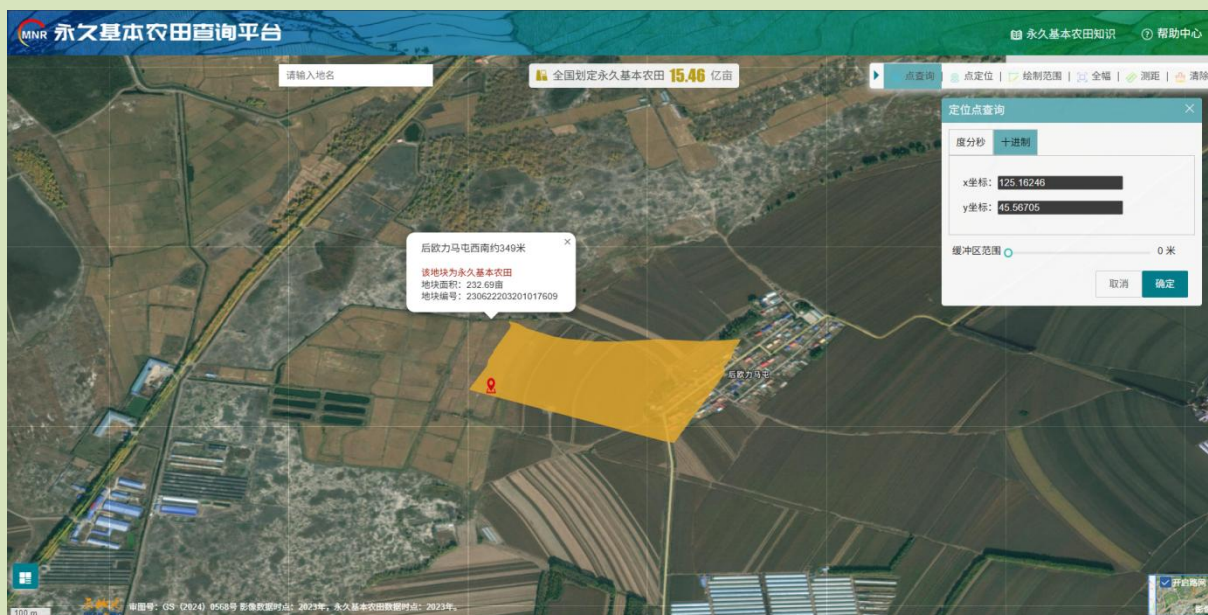 MNR 永久基本农田查询平台
永久基本农田知识 帮助中心
请输入地名
全国划定永久基本农田 15.46 亿亩
点查询 | 点定位 | 绘制范围 | 全幅 | 测距 | 清除
定位点查询
度分秒 十进制
x坐标: 125.16246
y坐标: 45.56705
缓冲区范围 0 米
取消 确定
后欧力马屯西南约349米
该地块为永久基本农田
地块面积: 232.69亩
地块编号: 230622203201017609
后欧力马屯
开启路网
100 m
审图号: GS (2024) 0568号 影像数据时点: 2023年, 永久基本农田数据时点: 2023年。